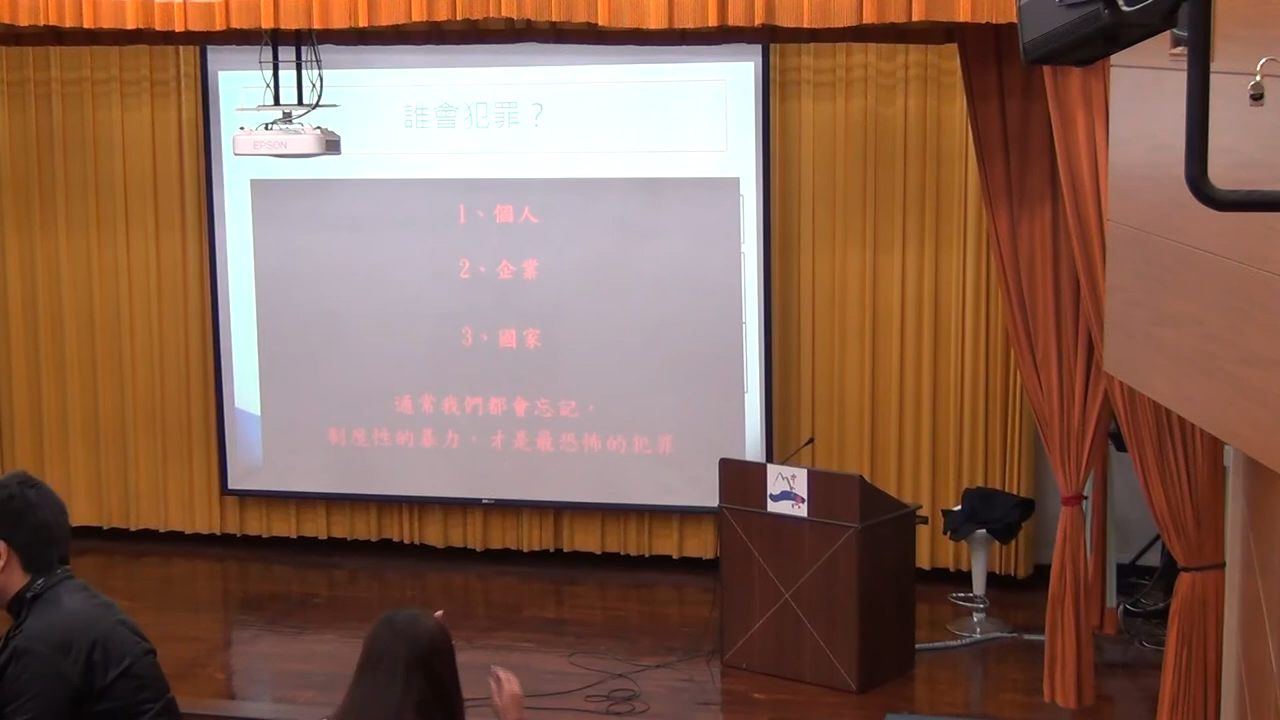 誰會犯罪？
EPSON
1、個人
2、企業
3、國家
通常我們都會忘記，
制度性的暴力，才是最恐怖的犯罪